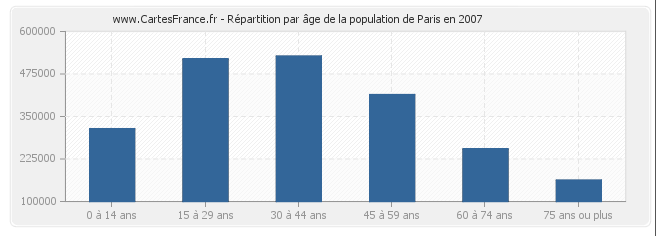 www.CartesFrance.fr - Répartition par âge de la population de Paris en 2007
600000
475000
350000
225000
100000
0 à 14 ans
15 à 29 ans
30 à 44 ans
45 à 59 ans
60 à 74 ans
75 ans ou plus